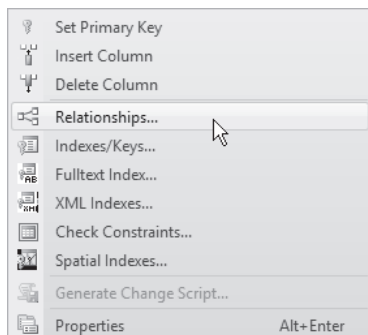 Set Primary Key
Insert Column
Delete Column
Relationships...
Indexes/Keys...
Fulltext Index...
XML Indexes...
Check Constraints...
Spatial Indexes...
Generate Change Script...
Properties Alt+Enter